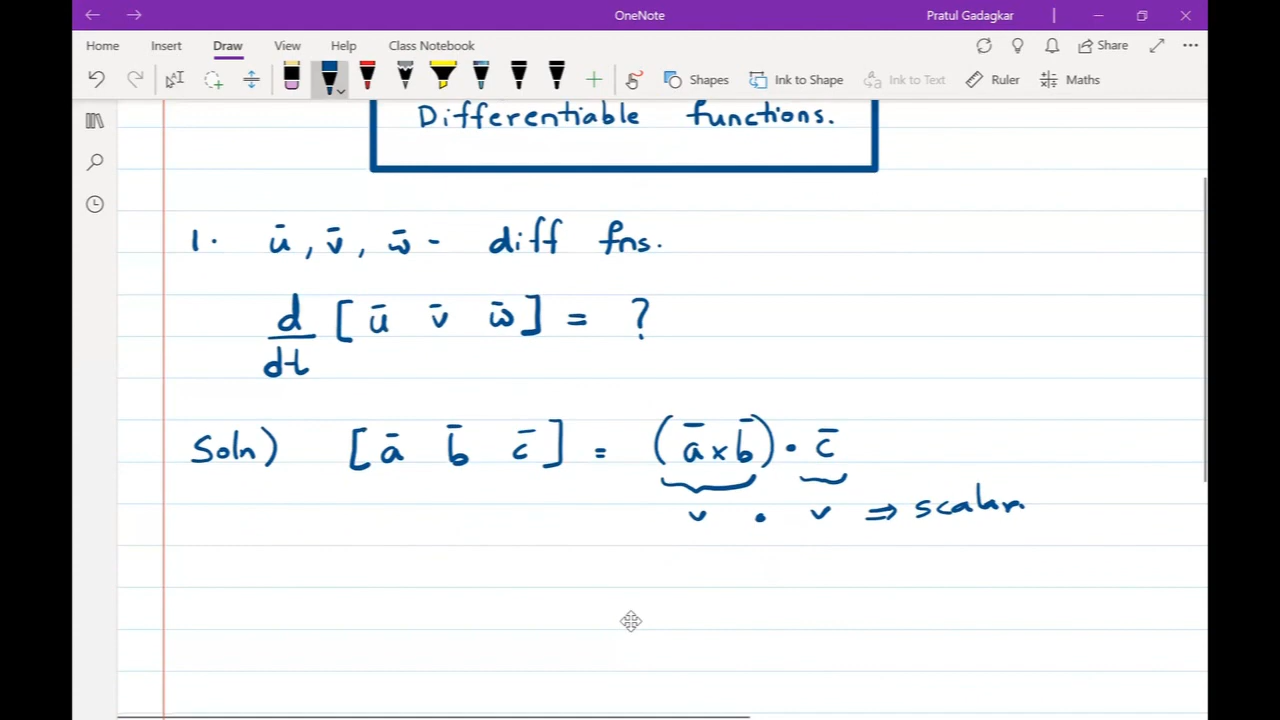 OneNote
Pratul Gadagkar
Home Insert Draw View Help Class Notebook
Share
Shapes Ink to Shape Ink to Text Ruler Maths
Differentiable functions.
1. ū, v̄, w̄ - diff fns.
d/dt [ū v̄ w̄] = ?
Soln) [ā b̄ c̄] = (ā×b̄)•c̄
v • v ⇒ scalar.